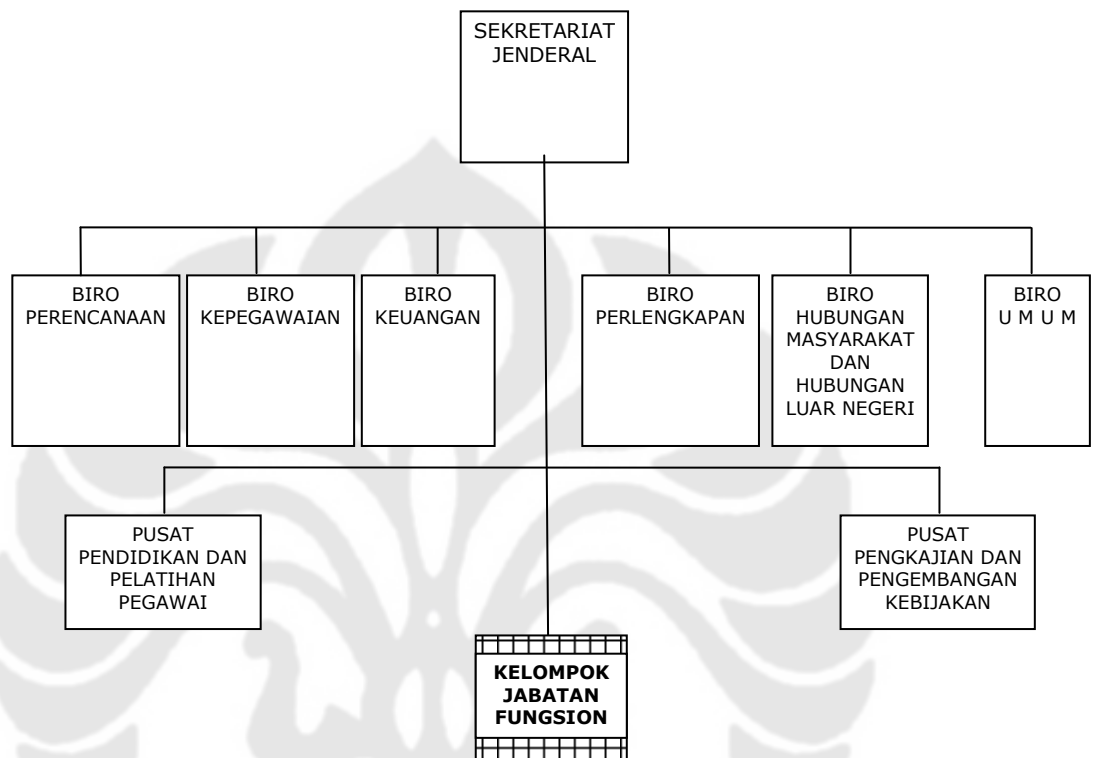 SEKRETARIAT
JENDERAL
BIRO
PERENCANAAN
BIRO
KEPEGAWAIAN
BIRO
KEUANGAN
BIRO
PERLENGKAPAN
BIRO
HUBUNGAN
MASYARAKAT
DAN
HUBUNGAN
LUAR NEGERI
BIRO
U M U M
PUSAT
PENDIDIKAN DAN
PELATIHAN
PEGAWAI
PUSAT
PENGKAJIAN DAN
PENGEMBANGAN
KEBIJAKAN
KELOMPOK
JABATAN
FUNGSION